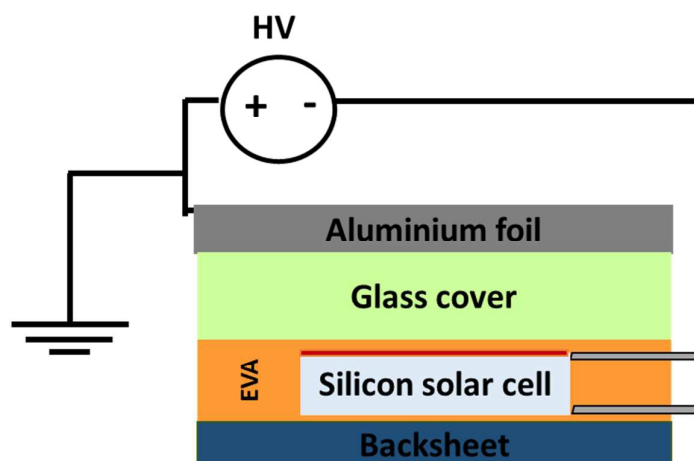 HV
+ -
Aluminium foil
Glass cover
EVA
Silicon solar cell
Backsheet